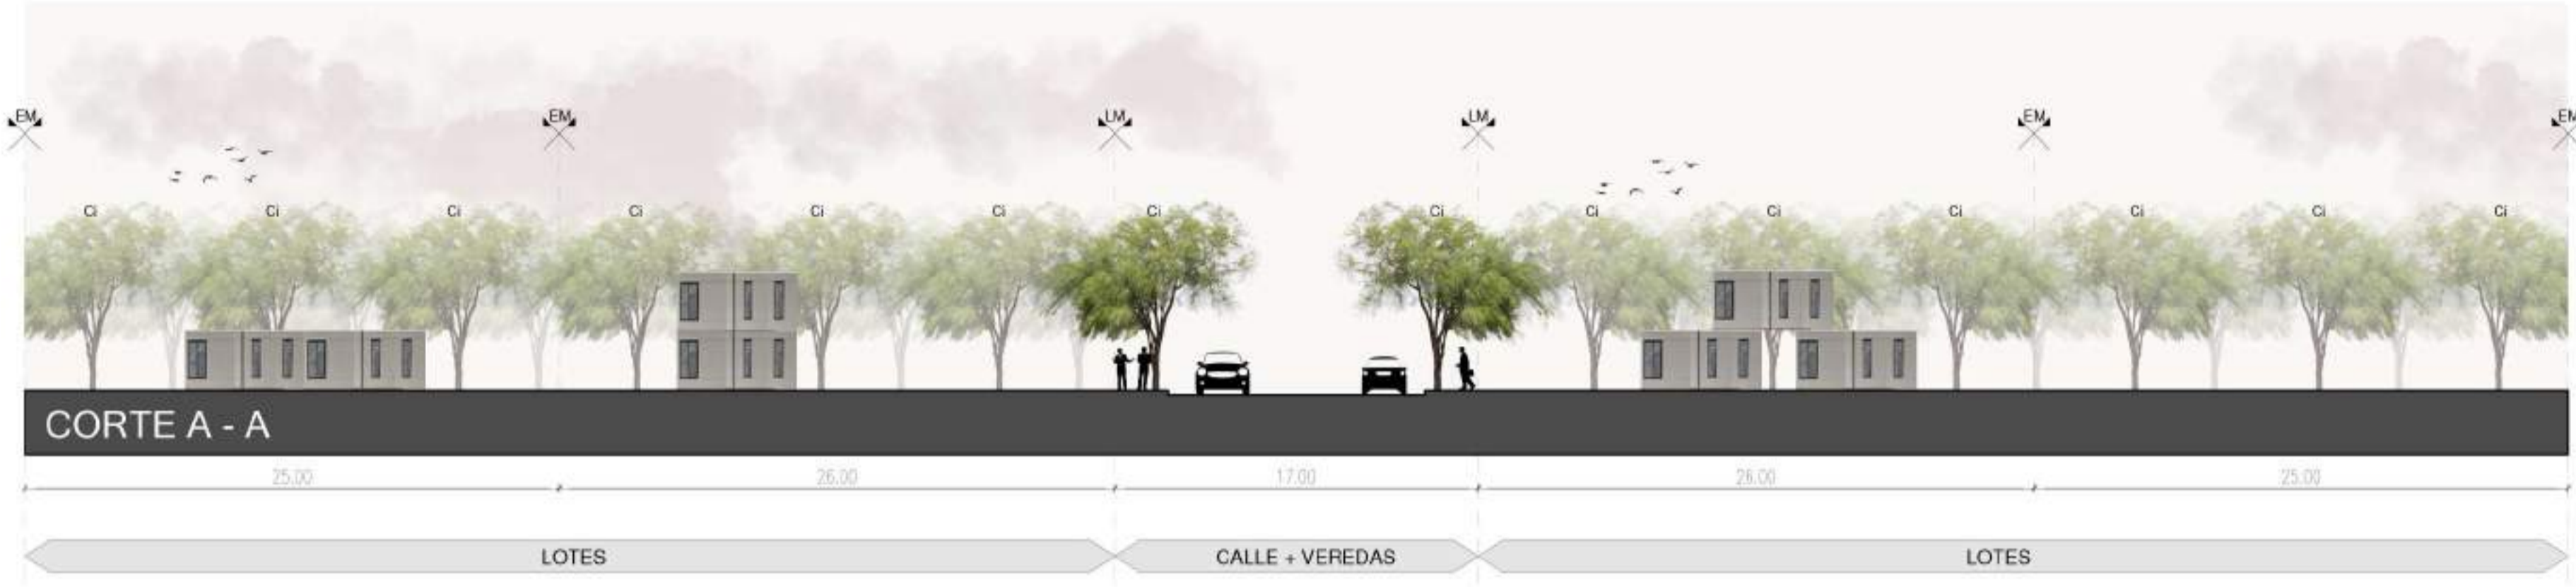 EM EM LM LM EM EM
Ci Ci Ci Ci Ci Ci Ci Ci Ci Ci Ci Ci Ci Ci
CORTE A - A
25.00 26.00 17.00 26.00 25.00
LOTES CALLE + VEREDAS LOTES